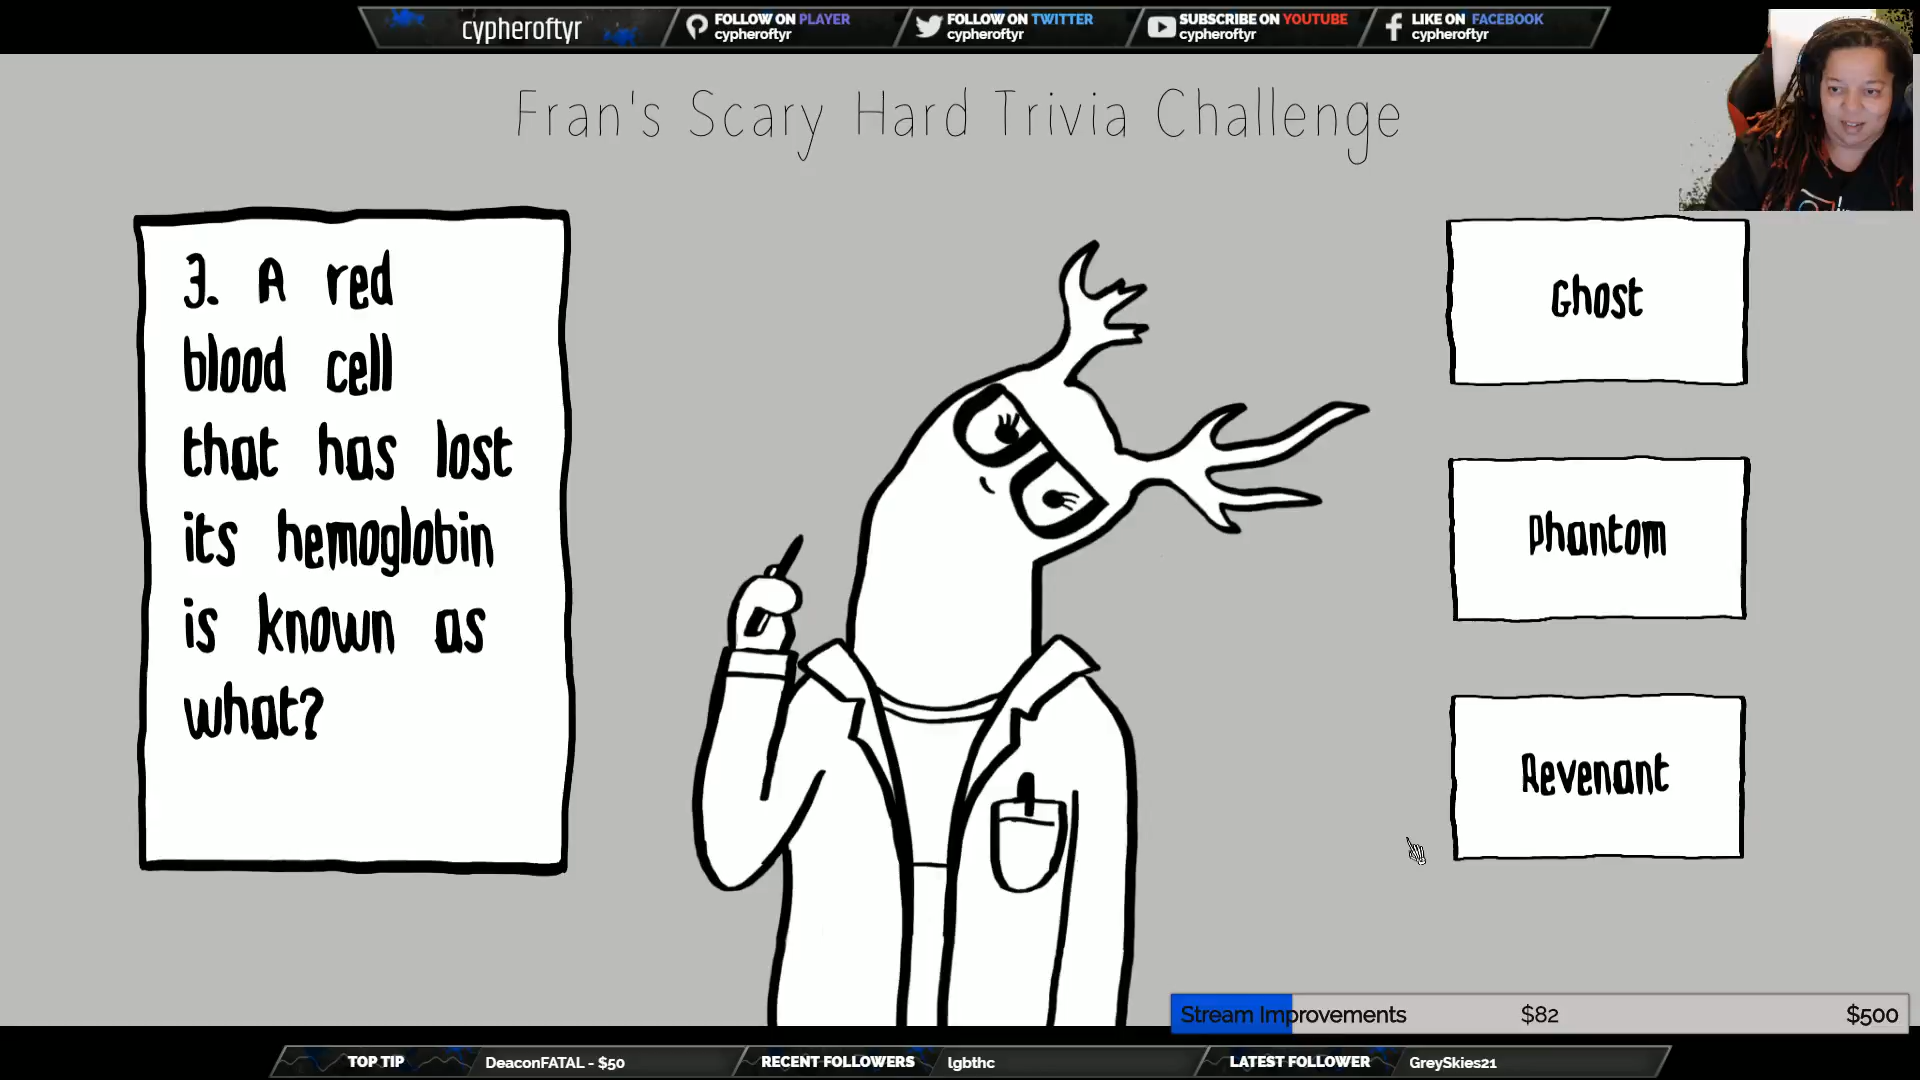 cypheroftyr
FOLLOW ON PLAYER
cypheroftyr
FOLLOW ON TWITTER
cypheroftyr
SUBSCRIBE ON YOUTUBE
cypheroftyr
LIKE ON FACEBOOK
cypheroftyr
Fran's Scary Hard Trivia Challenge
3. A red
blood cell
that has lost
its hemoglobin
is known as
what?
Ghost
Phantom
Revenant
Stream Improvements $82 $500
TOP TIP DeaconFATAL - $50 RECENT FOLLOWERS lgbthc LATEST FOLLOWER GreySkies21